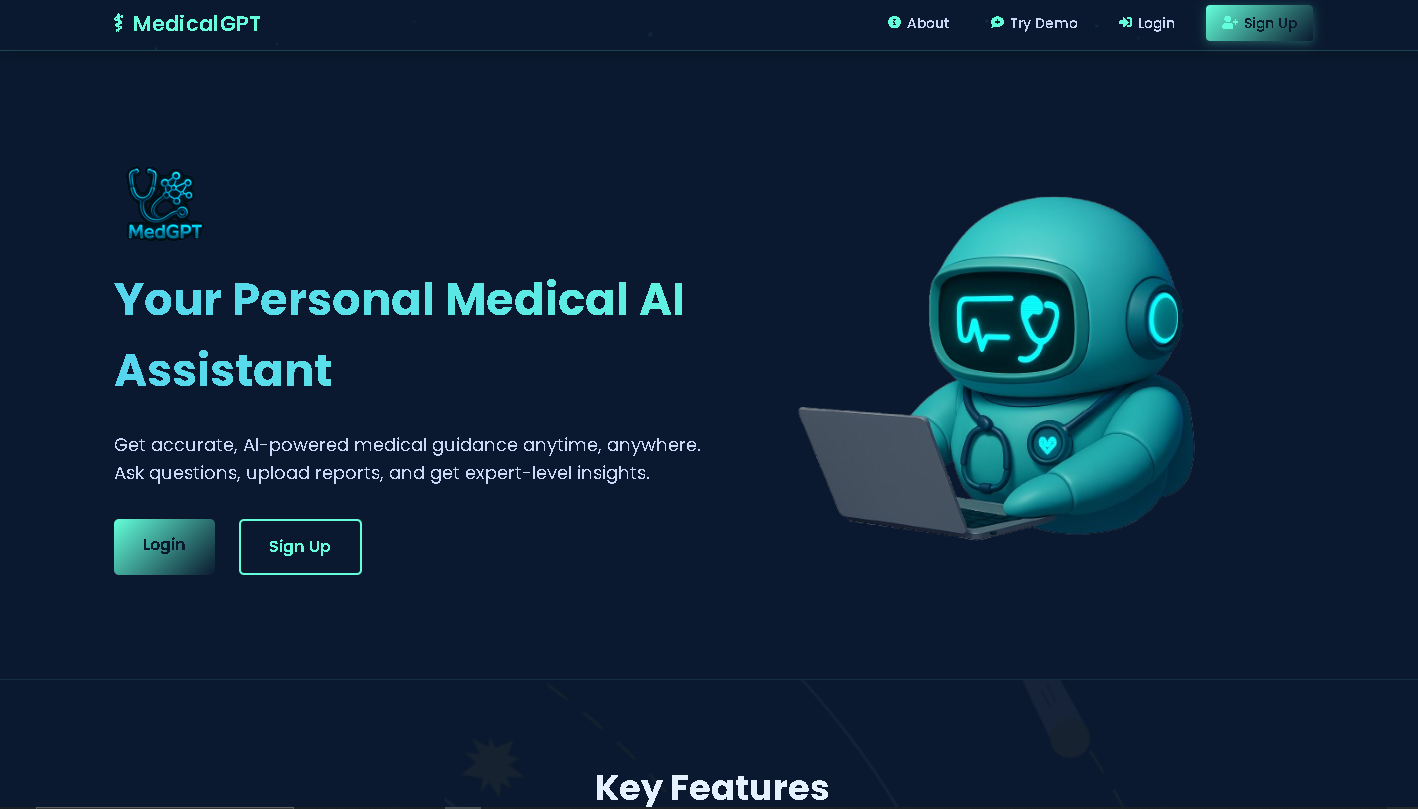 MedicalGPT
About
Try Demo
Login
Sign Up
MedGPT
Your Personal Medical AI
Assistant
Get accurate, AI-powered medical guidance anytime, anywhere.
Ask questions, upload reports, and get expert-level insights.
Login
Sign Up
Key Features